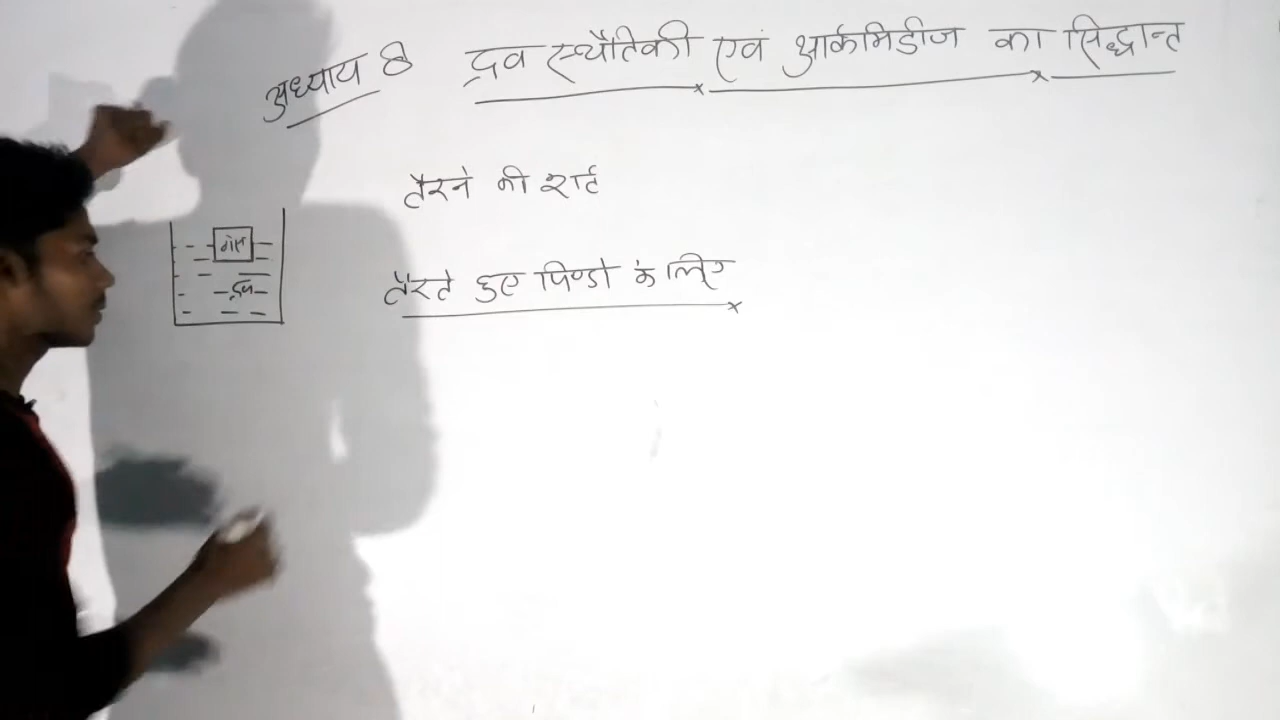 अध्याय 8 द्रव स्थैतिकी एवं आर्कमिडीज का सिद्धान्त
तैरने की शर्त
तैरते हुए पिण्डो के लिए
द्रव